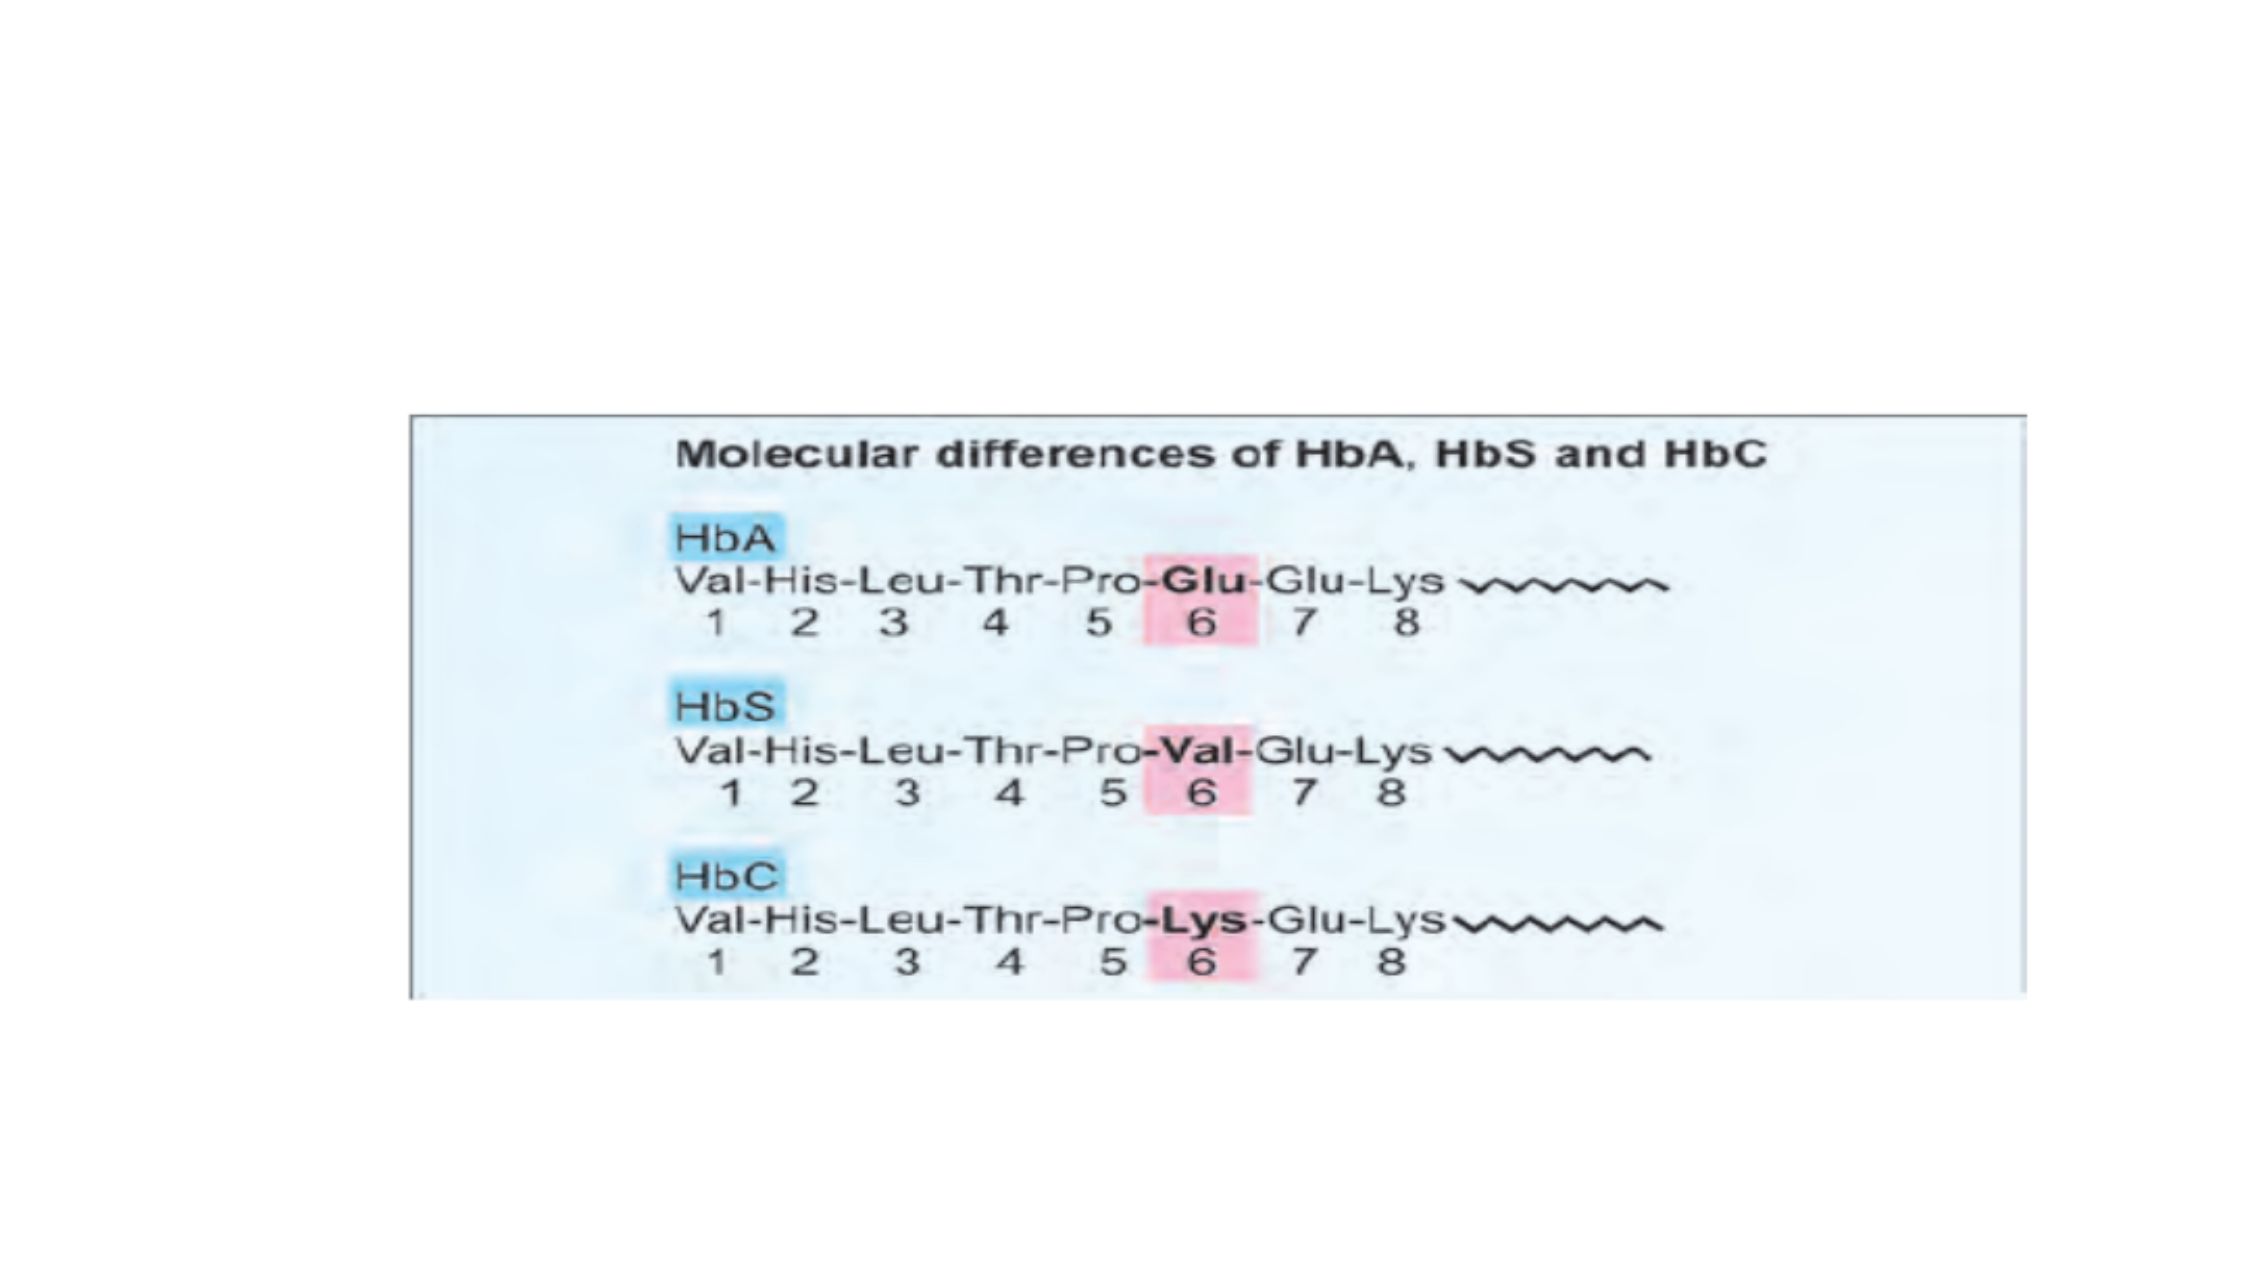 Molecular differences of HbA, HbS and HbC
HbA
Val-His-Leu-Thr-Pro-Glu-Glu-Lys
1 2 3 4 5 6 7 8
HbS
Val-His-Leu-Thr-Pro-Val-Glu-Lys
1 2 3 4 5 6 7 8
HbC
Val-His-Leu-Thr-Pro-Lys-Glu-Lys
1 2 3 4 5 6 7 8